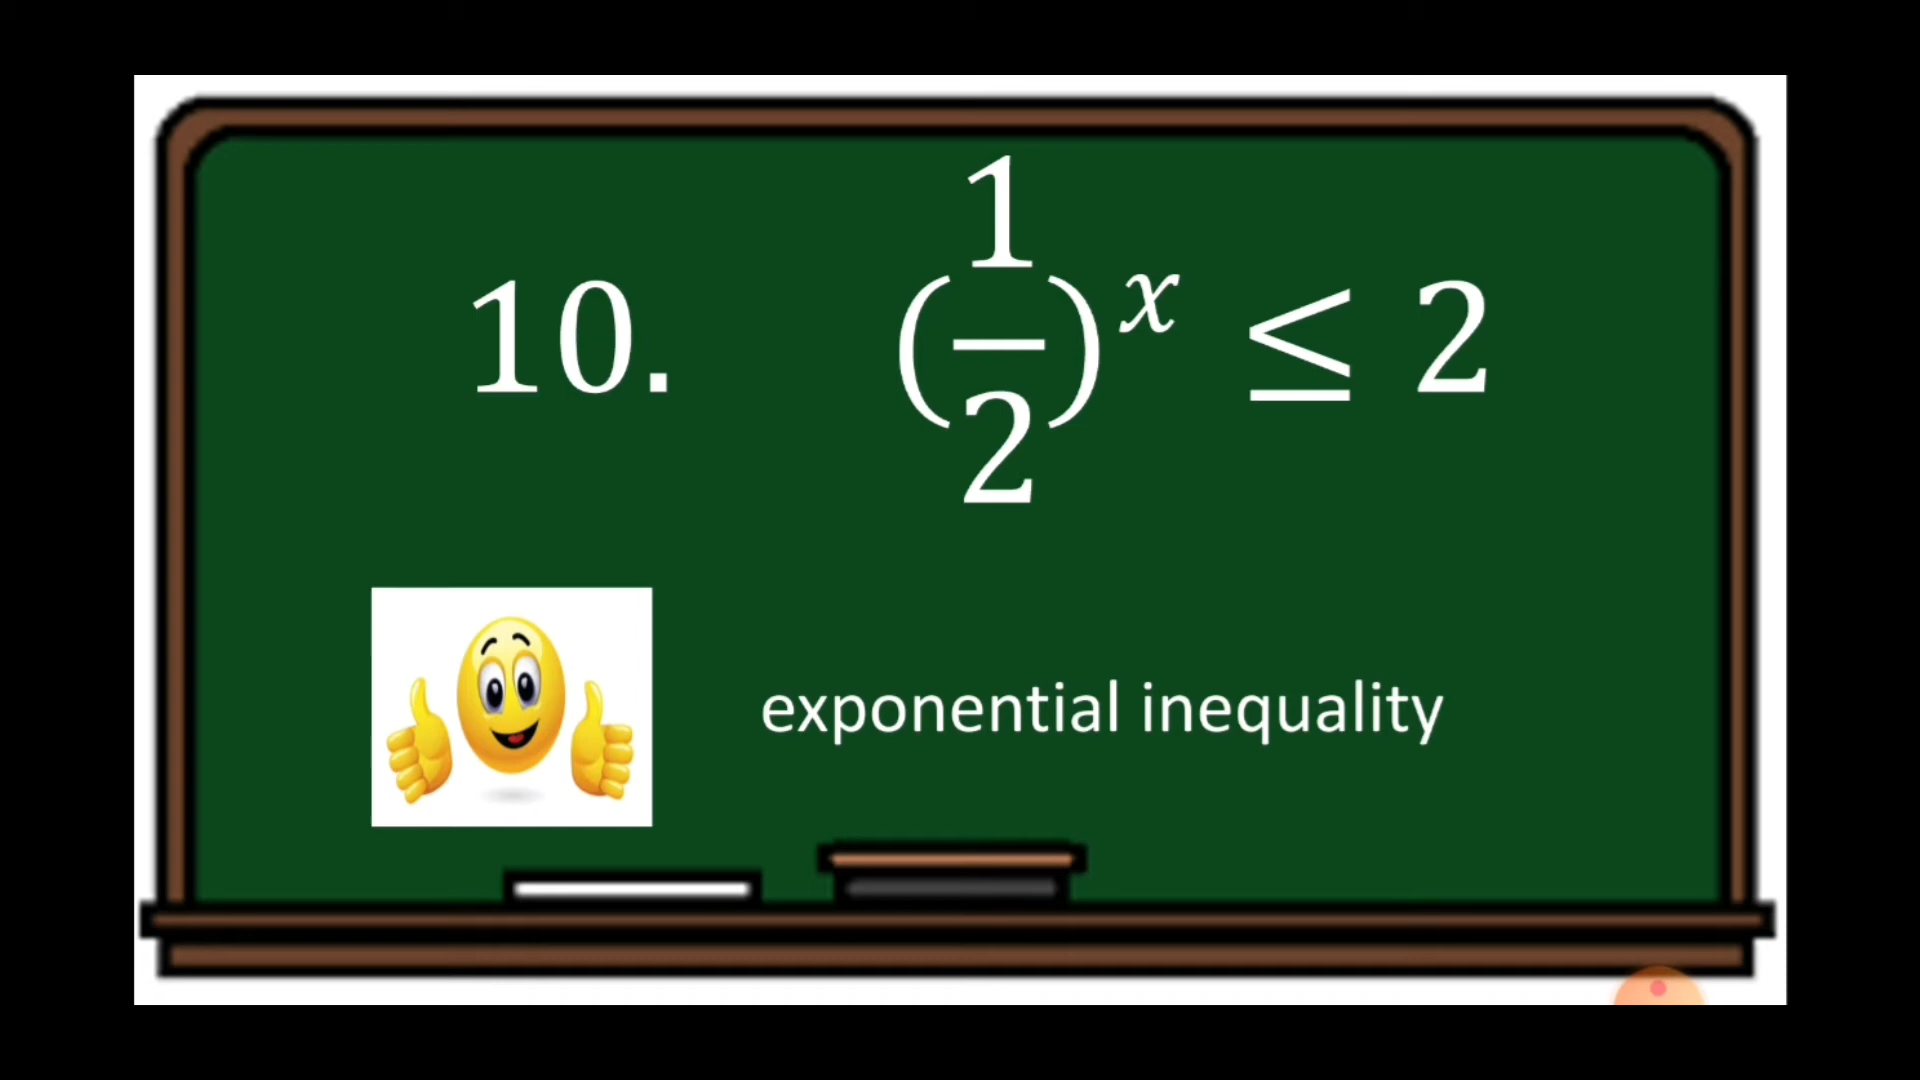 10. (1/2)^x ≤ 2
exponential inequality